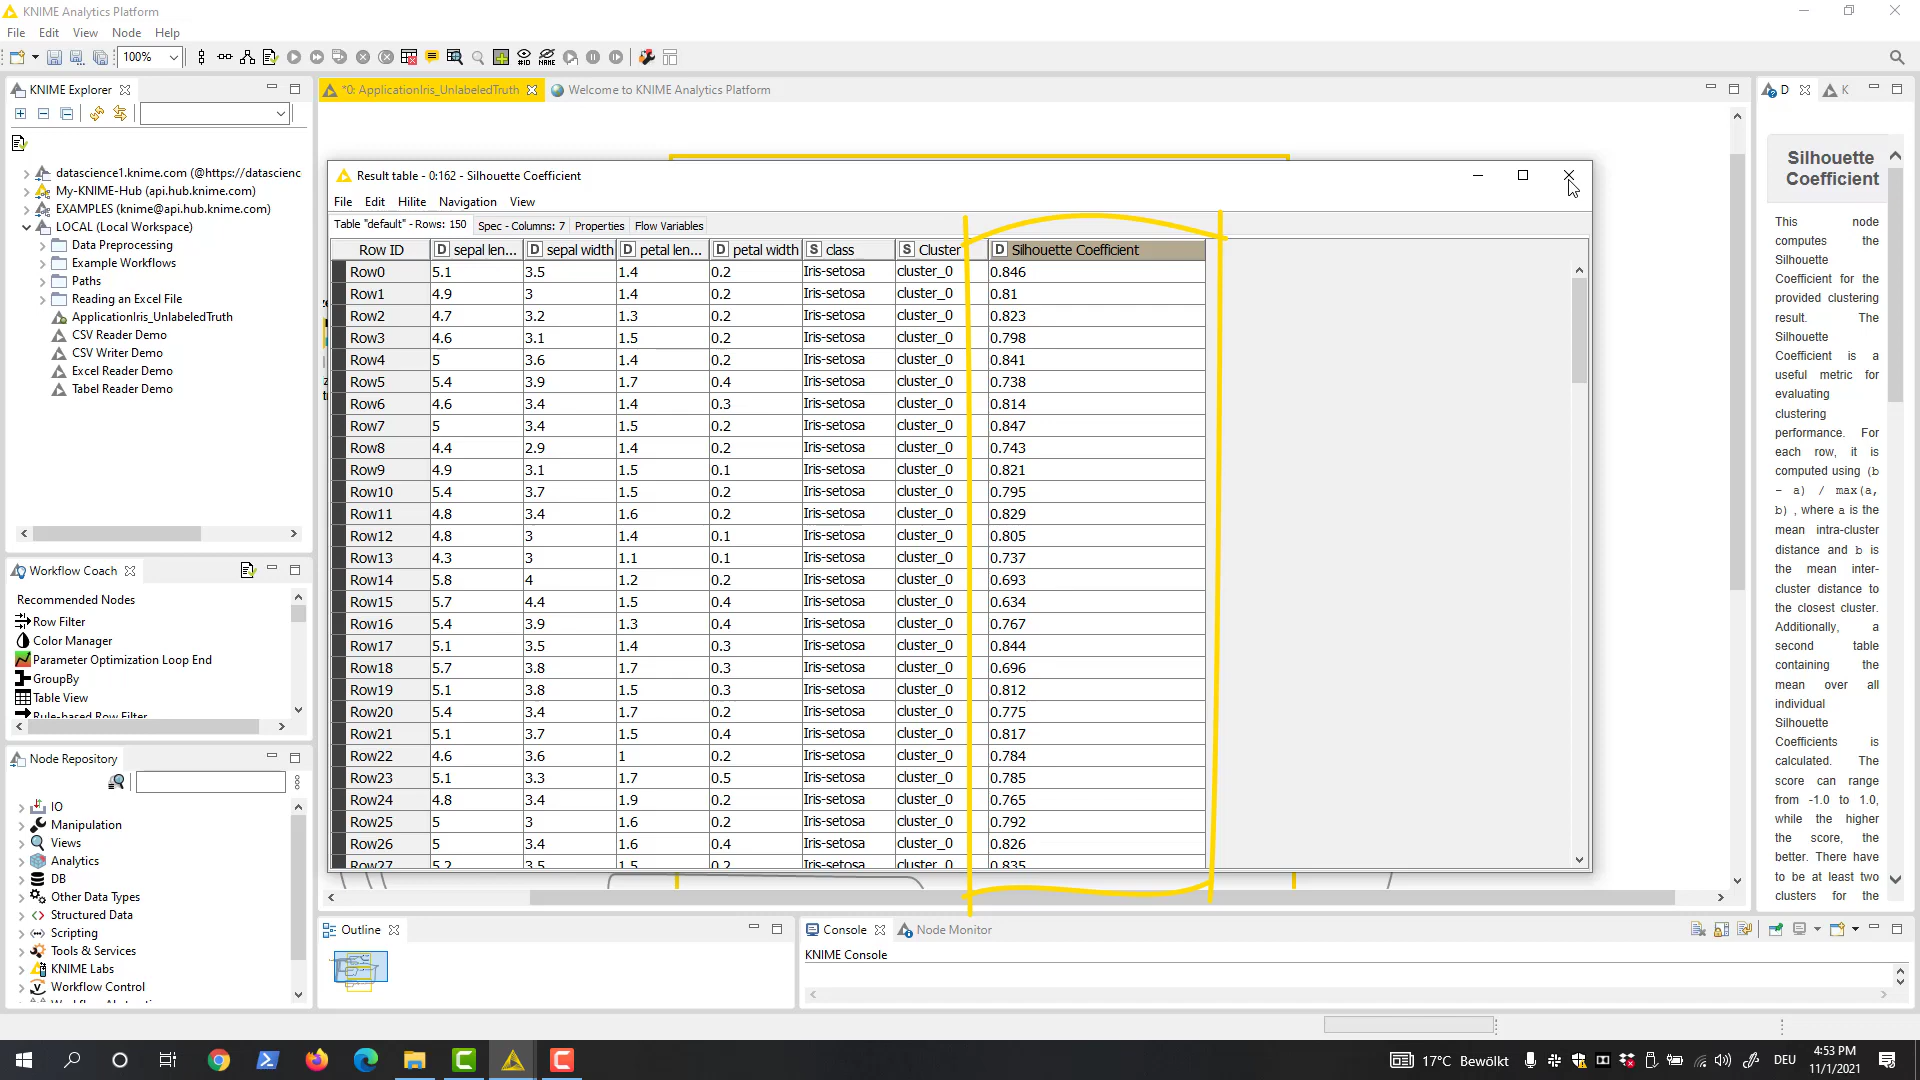 KNIME Analytics Platform
File Edit View Node Help
100%
KNIME Explorer
*0: ApplicationIris_UnlabeledTruth
Welcome to KNIME Analytics Platform
D
K
datascience1.knime.com (@https://datascienc
My-KNIME-Hub (api.hub.knime.com)
EXAMPLES (knime@api.hub.knime.com)
LOCAL (Local Workspace)
Data Preprocessing
Example Workflows
Paths
Reading an Excel File
ApplicationIris_UnlabeledTruth
CSV Reader Demo
CSV Writer Demo
Excel Reader Demo
Tabel Reader Demo
Workflow Coach
Recommended Nodes
Row Filter
Color Manager
Parameter Optimization Loop End
GroupBy
Table View
Rule-based Row Filter
Node Repository
IO
Manipulation
Views
Analytics
DB
Other Data Types
Structured Data
Scripting
Tools & Services
KNIME Labs
Workflow Control
Result table - 0:162 - Silhouette Coefficient
File Edit Hilite Navigation View
Table "default" - Rows: 150 Spec - Columns: 7 Properties Flow Variables
Row ID D sepal len... D sepal width D petal len... D petal width S class S Cluster D Silhouette Coefficient
Row0 5.1 3.5 1.4 0.2 Iris-setosa cluster_0 0.846
Row1 4.9 3 1.4 0.2 Iris-setosa cluster_0 0.81
Row2 4.7 3.2 1.3 0.2 Iris-setosa cluster_0 0.823
Row3 4.6 3.1 1.5 0.2 Iris-setosa cluster_0 0.798
Row4 5 3.6 1.4 0.2 Iris-setosa cluster_0 0.841
Row5 5.4 3.9 1.7 0.4 Iris-setosa cluster_0 0.738
Row6 4.6 3.4 1.4 0.3 Iris-setosa cluster_0 0.814
Row7 5 3.4 1.5 0.2 Iris-setosa cluster_0 0.847
Row8 4.4 2.9 1.4 0.2 Iris-setosa cluster_0 0.743
Row9 4.9 3.1 1.5 0.1 Iris-setosa cluster_0 0.821
Row10 5.4 3.7 1.5 0.2 Iris-setosa cluster_0 0.795
Row11 4.8 3.4 1.6 0.2 Iris-setosa cluster_0 0.829
Row12 4.8 3 1.4 0.1 Iris-setosa cluster_0 0.805
Row13 4.3 3 1.1 0.1 Iris-setosa cluster_0 0.737
Row14 5.8 4 1.2 0.2 Iris-setosa cluster_0 0.693
Row15 5.7 4.4 1.5 0.4 Iris-setosa cluster_0 0.634
Row16 5.4 3.9 1.3 0.4 Iris-setosa cluster_0 0.767
Row17 5.1 3.5 1.4 0.3 Iris-setosa cluster_0 0.844
Row18 5.7 3.8 1.7 0.3 Iris-setosa cluster_0 0.696
Row19 5.1 3.8 1.5 0.3 Iris-setosa cluster_0 0.812
Row20 5.4 3.4 1.7 0.2 Iris-setosa cluster_0 0.775
Row21 5.1 3.7 1.5 0.4 Iris-setosa cluster_0 0.817
Row22 4.6 3.6 1 0.2 Iris-setosa cluster_0 0.784
Row23 5.1 3.3 1.7 0.5 Iris-setosa cluster_0 0.785
Row24 4.8 3.4 1.9 0.2 Iris-setosa cluster_0 0.765
Row25 5 3 1.6 0.2 Iris-setosa cluster_0 0.792
Row26 5 3.4 1.6 0.4 Iris-setosa cluster_0 0.826
Row27 5.2 3.5 1.5 0.2 Iris-setosa cluster_0 0.835
Silhouette
Coefficient
This node
computes the
Silhouette
Coefficient for the
provided clustering
result. The
Silhouette
Coefficient is a
useful metric for
evaluating
clustering
performance. For
each row, it is
computed using (b
- a) / max(a,
b) , where a is the
mean intra-cluster
distance and b is
the mean inter-
cluster distance to
the closest cluster.
Additionally, a
second table
containing the
mean over all
individual
Silhouette
Coefficients is
calculated. The
score can range
from -1.0 to 1.0,
while the higher
the score, the
better. There have
to be at least two
clusters for the
Outline
Console
Node Monitor
KNIME Console
17°C Bewölkt
DEU
4:53 PM
11/1/2021